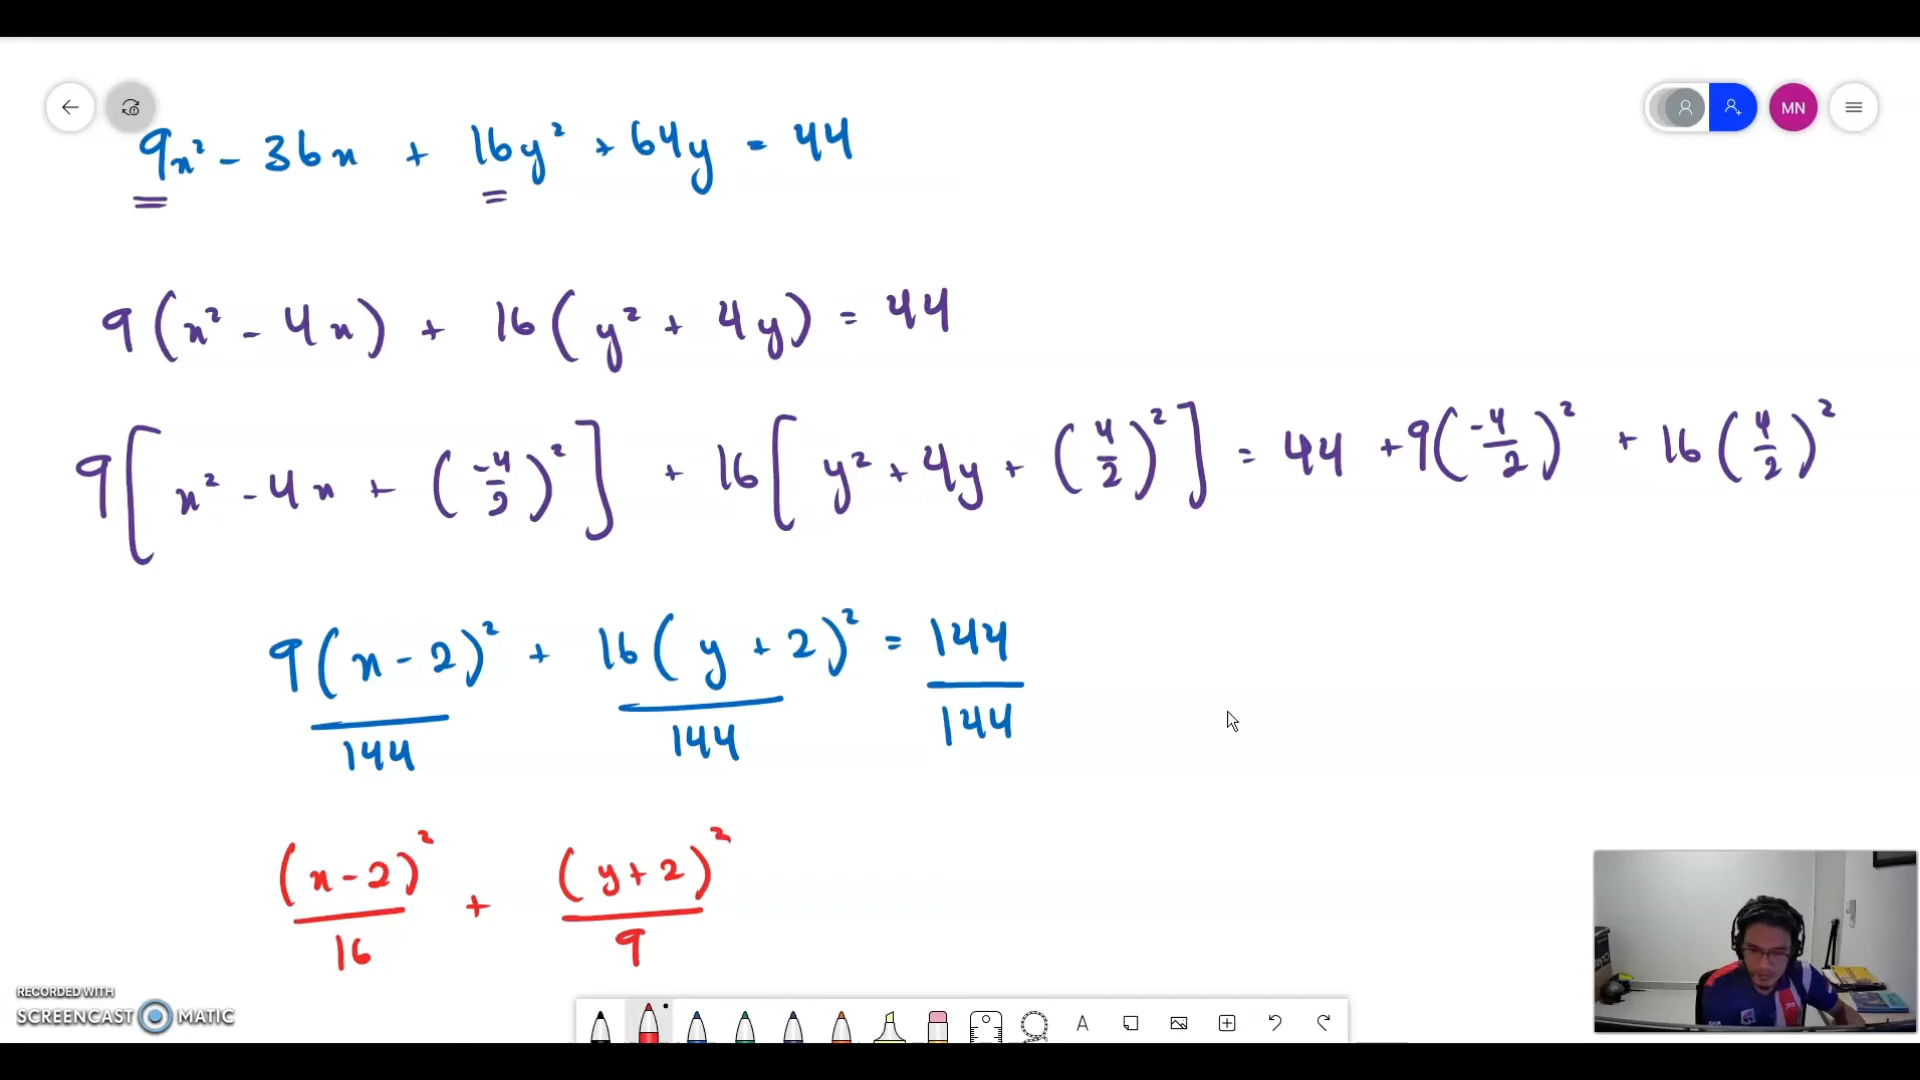 MN
9x² - 36x + 16y² + 64y = 44
9(x² - 4x) + 16(y² + 4y) = 44
9[x² - 4x + (-4/2)²] + 16[y² + 4y + (4/2)²] = 44 + 9(-4/2)² + 16(4/2)²
9(x - 2)²/144 + 16(y + 2)²/144 = 144/144
(x - 2)²/16 + (y + 2)²/9
RECORDED WITH
SCREENCAST MATIC
A